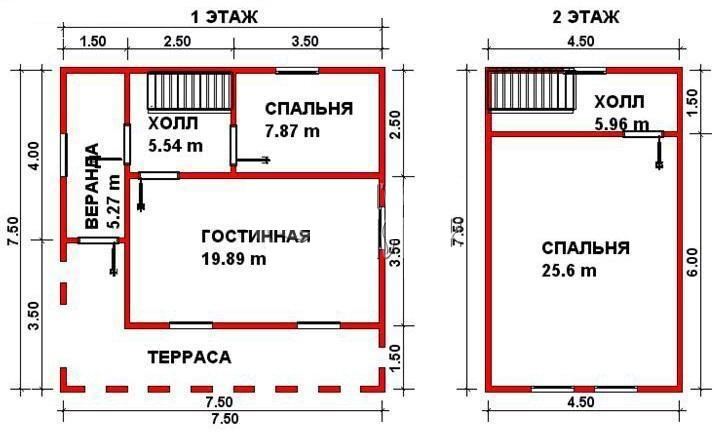 1 ЭТАЖ
1.50 2.50 3.50
ХОЛЛ
5.54 m
СПАЛЬНЯ
7.87 m
ВЕРАНДА
5.27 m
ГОСТИННАЯ
19.89 m
ТЕРРАСА
4.00
7.50
3.50
2.50
3.50
1.50
7.50
7.50
2 ЭТАЖ
4.50
ХОЛЛ
5.96 m
СПАЛЬНЯ
25.6 m
7.50
1.50
6.00
4.50